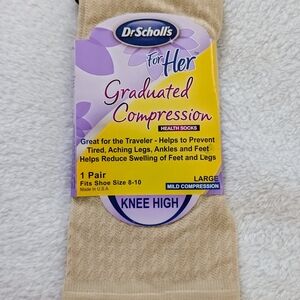 Dr.Scholl's
For Her
Graduated
Compression
HEALTH SOCKS
Great for the Traveler - Helps to Prevent
Tired, Aching Legs, Ankles and Feet
Helps Reduce Swelling of Feet and Legs
1 Pair
Fits Shoe Size 8-10
Made in U.S.A.
LARGE
MILD COMPRESSION
KNEE HIGH